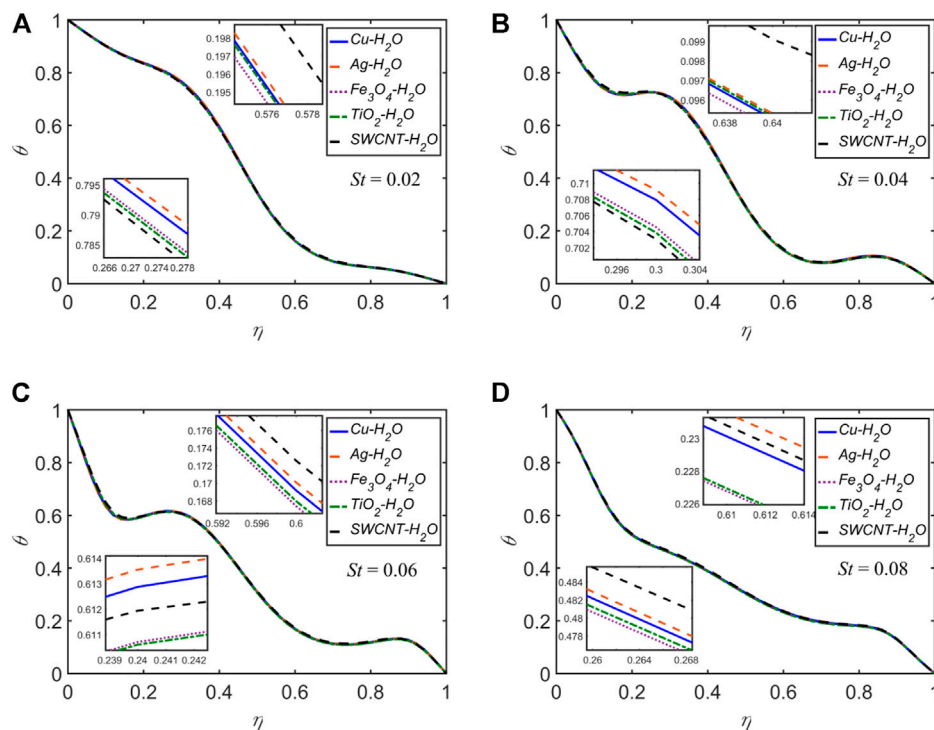 A
1
0.8
0.6
0.4
0.2
0
θ
0 0.2 0.4 0.6 0.8 1
η
0.198
0.197
0.196
0.195
0.576 0.578
0.795
0.79
0.785
0.266 0.27 0.274 0.278
Cu-H2O
Ag-H2O
Fe3O4-H2O
TiO2-H2O
SWCNT-H2O
St = 0.02
B
1
0.8
0.6
0.4
0.2
0
θ
0 0.2 0.4 0.6 0.8 1
η
0.099
0.098
0.097
0.096
0.638 0.64
0.71
0.708
0.706
0.704
0.702
0.296 0.3 0.304
Cu-H2O
Ag-H2O
Fe3O4-H2O
TiO2-H2O
SWCNT-H2O
St = 0.04
C
1
0.8
0.6
0.4
0.2
0
θ
0 0.2 0.4 0.6 0.8 1
η
0.176
0.174
0.172
0.17
0.168
0.592 0.596 0.6
0.614
0.613
0.612
0.611
0.239 0.24 0.241 0.242
Cu-H2O
Ag-H2O
Fe3O4-H2O
TiO2-H2O
SWCNT-H2O
St = 0.06
D
1
0.8
0.6
0.4
0.2
0
θ
0 0.2 0.4 0.6 0.8 1
η
0.23
0.228
0.226
0.61 0.612 0.614
0.484
0.482
0.48
0.478
0.26 0.264 0.268
Cu-H2O
Ag-H2O
Fe3O4-H2O
TiO2-H2O
SWCNT-H2O
St = 0.08